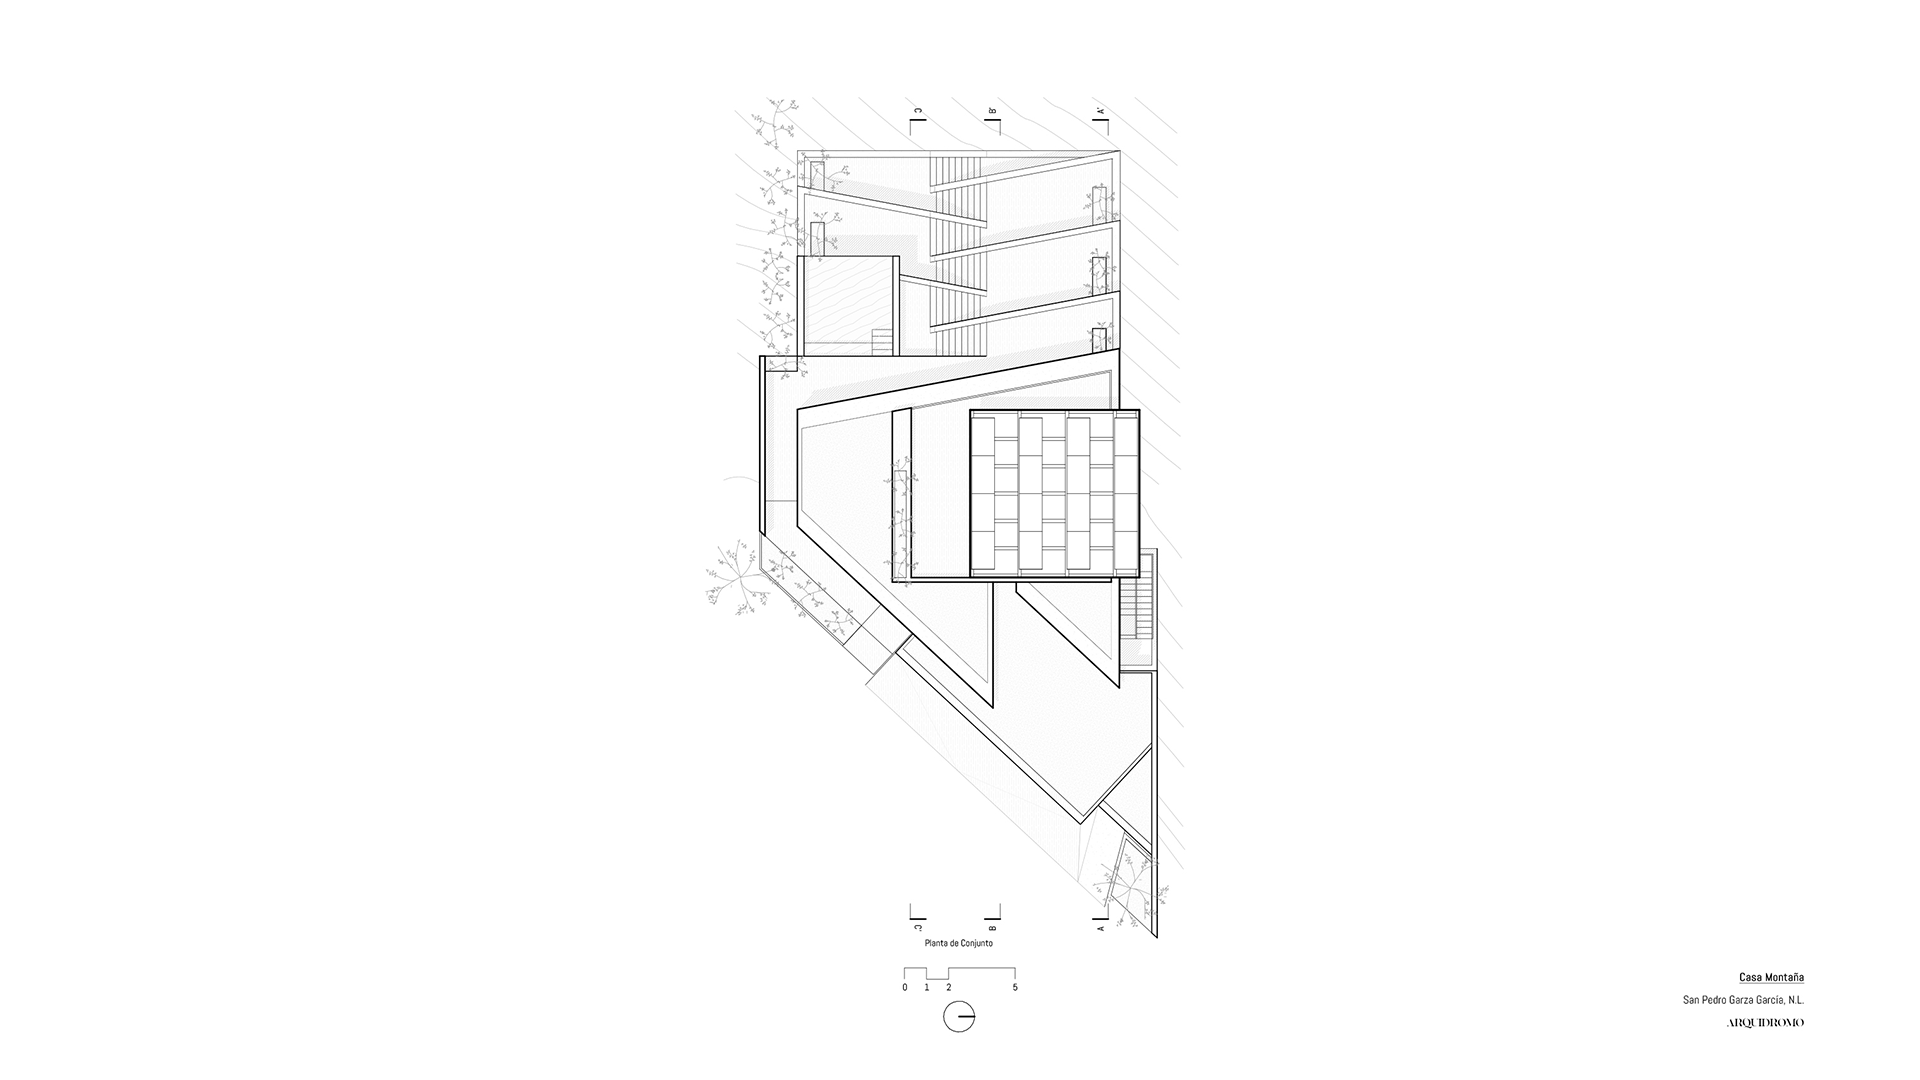 C
B'
A'
C'
B
A
Planta de Conjunto
0 1 2 5
Casa Montaña
San Pedro Garza García, N.L.
ARQUIDROMO